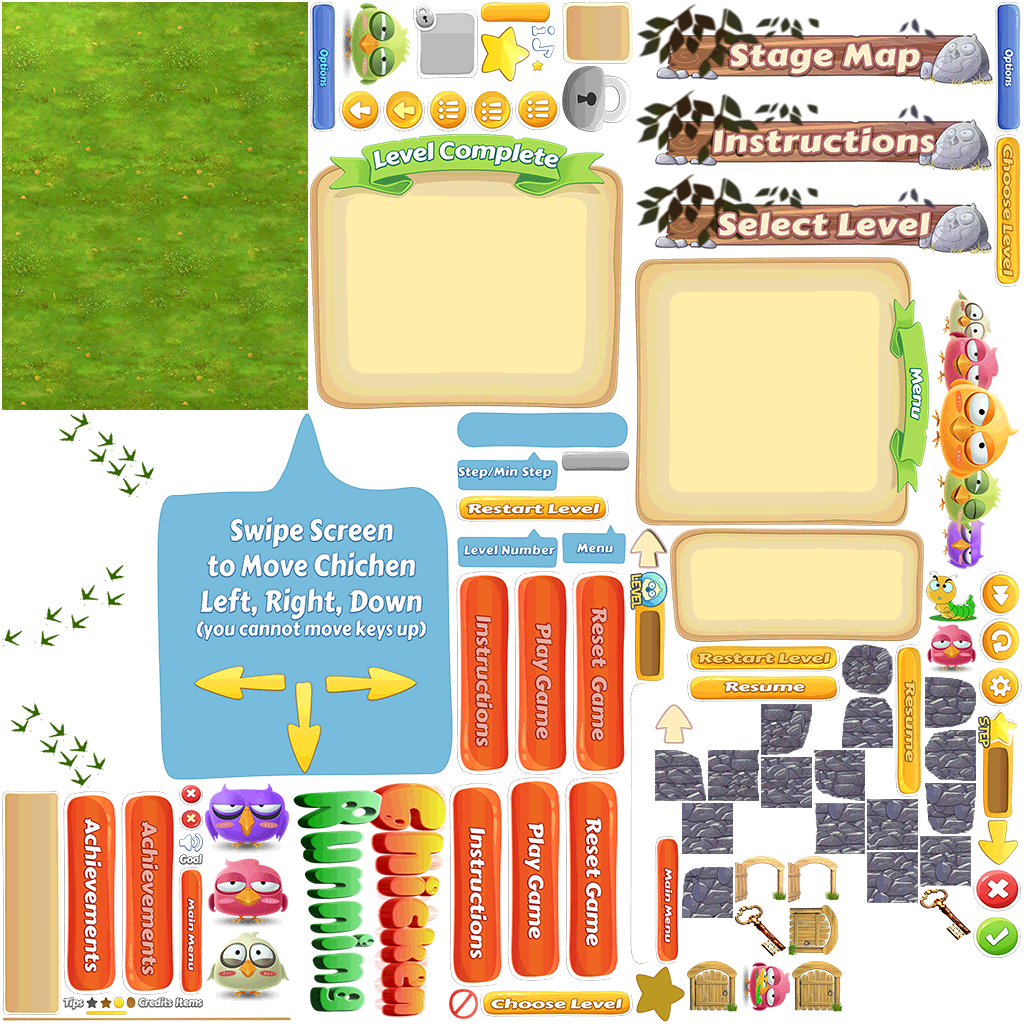 Options
Stage Map
Options
Level Complete
Instructions
Choose Level
Select Level
Menu
Step/Min Step
Restart Level
Swipe Screen
to Move Chichen
Left, Right, Down
(you cannot move keys up)
Level Number
Menu
LEVEL
Instructions
Play Game
Reset Game
Restart Level
Resume
Resume
STEP
Achievements
Achievements
Goal
Main Menu
Running
Chicken
Instructions
Play Game
Reset Game
Main Menu
Tips
Credits
Items
Choose Level